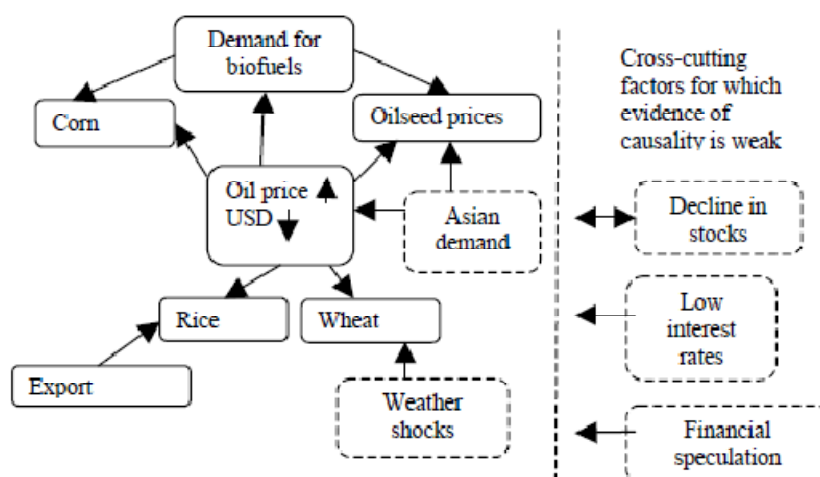 Demand for
biofuels
Corn
Oilseed prices
Oil price
USD
Asian
demand
Rice
Wheat
Export
Weather
shocks
Cross-cutting
factors for which
evidence of
causality is weak
Decline in
stocks
Low
interest
rates
Financial
speculation